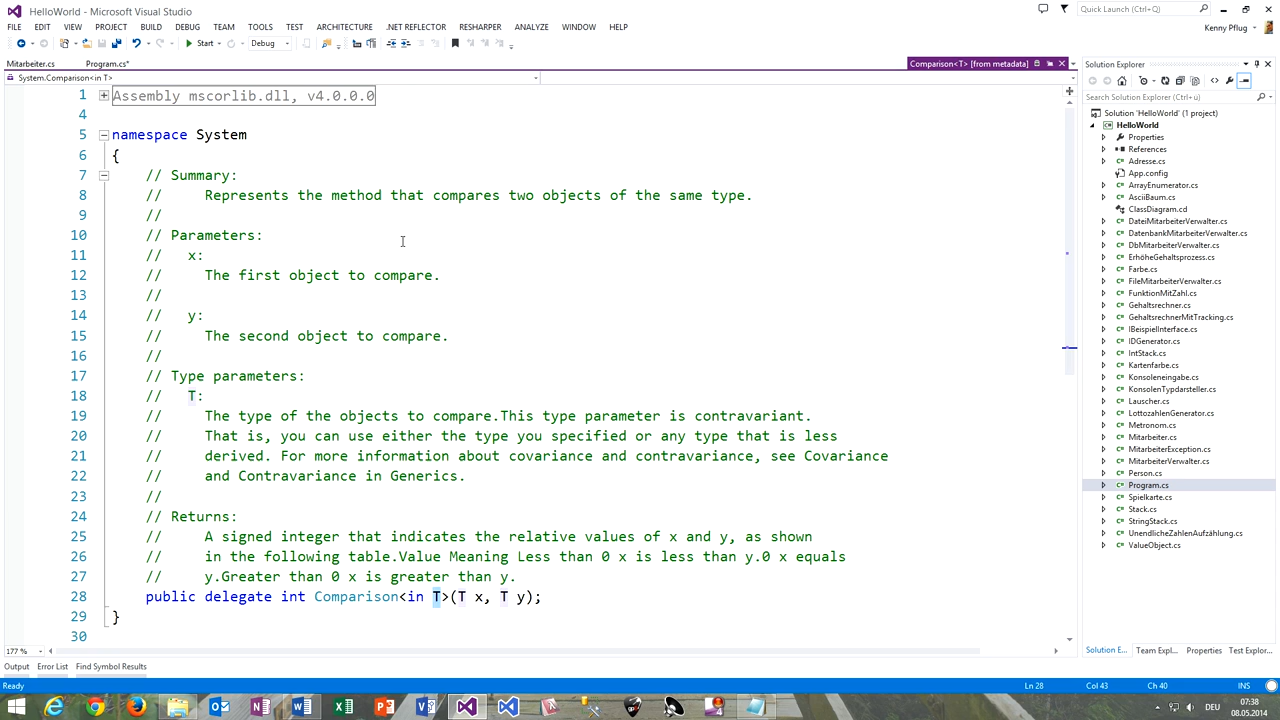 HelloWorld - Microsoft Visual Studio
Quick Launch (Ctrl+Ü)
FILE EDIT VIEW PROJECT BUILD DEBUG TEAM TOOLS TEST ARCHITECTURE .NET REFLECTOR RESHARPER ANALYZE WINDOW HELP
Kenny Pflug
Start Debug
Mitarbeiter.cs Program.cs* Comparison<T> [from metadata]
System.Comparison<in T>
1 Assembly mscorlib.dll, v4.0.0.0
4
5 namespace System
6 {
7 // Summary:
8 // Represents the method that compares two objects of the same type.
9 //
10 // Parameters:
11 // x:
12 // The first object to compare.
13 //
14 // y:
15 // The second object to compare.
16 //
17 // Type parameters:
18 // T:
19 // The type of the objects to compare.This type parameter is contravariant.
20 // That is, you can use either the type you specified or any type that is less
21 // derived. For more information about covariance and contravariance, see Covariance
22 // and Contravariance in Generics.
23 //
24 // Returns:
25 // A signed integer that indicates the relative values of x and y, as shown
26 // in the following table.Value Meaning Less than 0 x is less than y.0 x equals
27 // y.Greater than 0 x is greater than y.
28 public delegate int Comparison<in T>(T x, T y);
29 }
30
177 %
Solution Explorer
Search Solution Explorer (Ctrl+ü)
Solution 'HelloWorld' (1 project)
HelloWorld
Properties
References
Adresse.cs
App.config
ArrayEnumerator.cs
AsciiBaum.cs
ClassDiagram.cd
DateiMitarbeiterVerwalter.cs
DatenbankMitarbeiterVerwalter.cs
DbMitarbeiterVerwalter.cs
ErhöheGehaltsprozess.cs
Farbe.cs
FileMitarbeiterVerwalter.cs
FunktionMitZahl.cs
Gehaltsrechner.cs
GehaltsrechnerMitTracking.cs
IBeispielInterface.cs
IDGenerator.cs
IntStack.cs
Kartenfarbe.cs
Konsoleneingabe.cs
KonsolenTypdarsteller.cs
Lauscher.cs
LottozahlenGenerator.cs
Metronom.cs
Mitarbeiter.cs
MitarbeiterException.cs
MitarbeiterVerwalter.cs
Person.cs
Program.cs
Spielkarte.cs
Stack.cs
StringStack.cs
UnendlicheZahlenAufzählung.cs
ValueObject.cs
Solution E... Team Expl... Properties Test Explor...
Output Error List Find Symbol Results
Ready Ln 28 Col 43 Ch 40 INS
DEU
07:38
08.05.2014